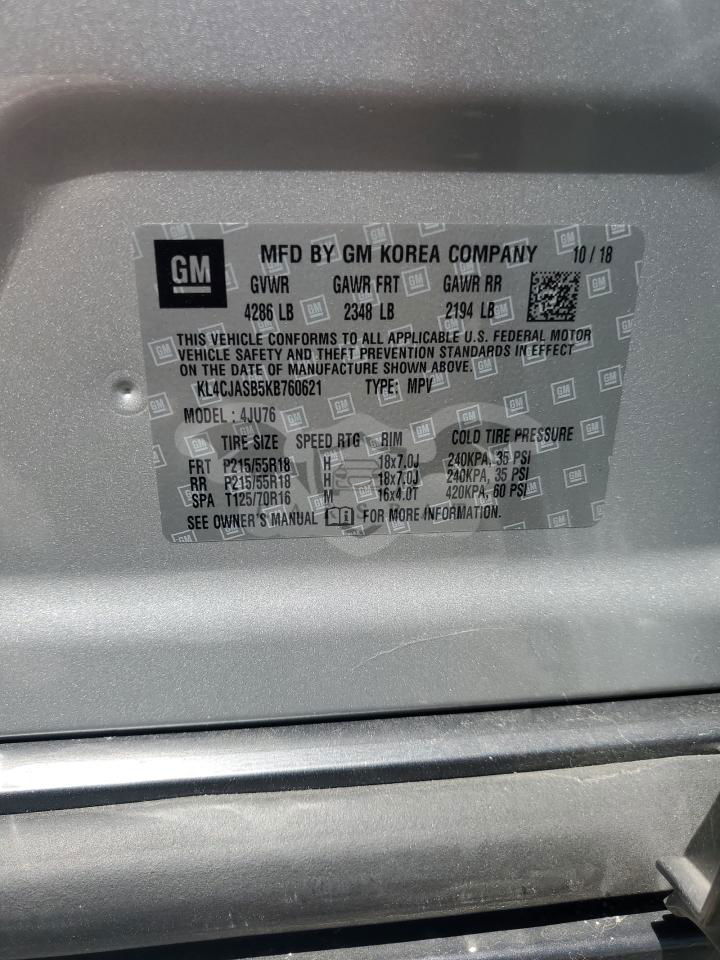 GM MFD BY GM KOREA COMPANY 10 / 18
GVWR GAWR FRT GAWR RR
4286 LB 2348 LB 2194 LB
THIS VEHICLE CONFORMS TO ALL APPLICABLE U.S. FEDERAL MOTOR
VEHICLE SAFETY AND THEFT PREVENTION STANDARDS IN EFFECT
ON THE DATE OF MANUFACTURE SHOWN ABOVE.
KL4CJASB5KB760621 TYPE: MPV
MODEL : 4JU76
TIRE SIZE SPEED RTG RIM COLD TIRE PRESSURE
FRT P215/55R18 H 18x7.0J 240KPA, 35 PSI
RR P215/55R18 H 18x7.0J 240KPA, 35 PSI
SPA T125/70R16 M 16x4.0T 420KPA, 60 PSI
SEE OWNER'S MANUAL FOR MORE INFORMATION.